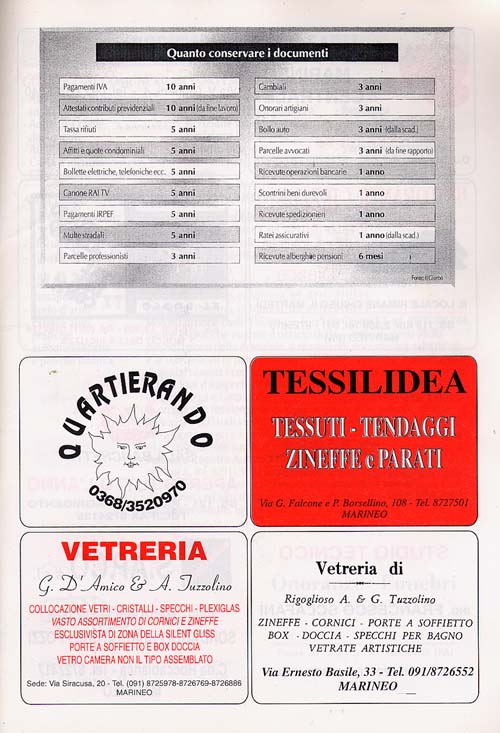 Quanto conservare i documenti
Pagamenti IVA 10 anni
Attestati contributi previdenziali 10 anni (da fine lavoro)
Tassa rifiuti 5 anni
Affitti e quote condominiali 5 anni
Bollette elettriche, telefoniche ecc. 5 anni
Canone RAI TV 5 anni
Pagamenti IRPEF 5 anni
Multe stradali 5 anni
Parcelle professionisti 3 anni
Cambiali 3 anni
Onorari artigiani 3 anni
Bollo auto 3 anni (dalla scad.)
Parcelle avvocati 3 anni (da fine rapporto)
Ricevute operazioni bancarie 1 anno
Scontrini beni durevoli 1 anno
Ricevute spedizionieri 1 anno
Ratei assicurativi 1 anno (dalla scad.)
Ricevute alberghi e pensioni 6 mesi
QUARTIERANDO
0368/3520970
TESSILIDEA
TESSUTI - TENDAGGI
ZINEFFE e PARATI
Via G. Falcone e P. Borsellino, 108 - Tel. 8727501
MARINEO
VETRERIA
G. D'Amico & A. Tuzzolino
COLLOCAZIONE VETRI - CRISTALLI - SPECCHI - PLEXIGLAS
VASTO ASSORTIMENTO DI CORNICI E ZINEFFE
ESCLUSIVISTA DI ZONA DELLA SILENT GLISS
PORTE A SOFFIETTO E BOX DOCCIA
VETRO CAMERA NON IL TIPO ASSEMBLATO
Sede: Via Siracusa, 20 - Tel. (091) 8725978-8726769-8726886
MARINEO
Vetreria di
Rigoglioso A. & G. Tuzzolino
ZINEFFE - CORNICI - PORTE A SOFFIETTO
BOX - DOCCIA - SPECCHI PER BAGNO
VETRATE ARTISTICHE
Via Ernesto Basile, 33 - Tel. 091/8726552
MARINEO